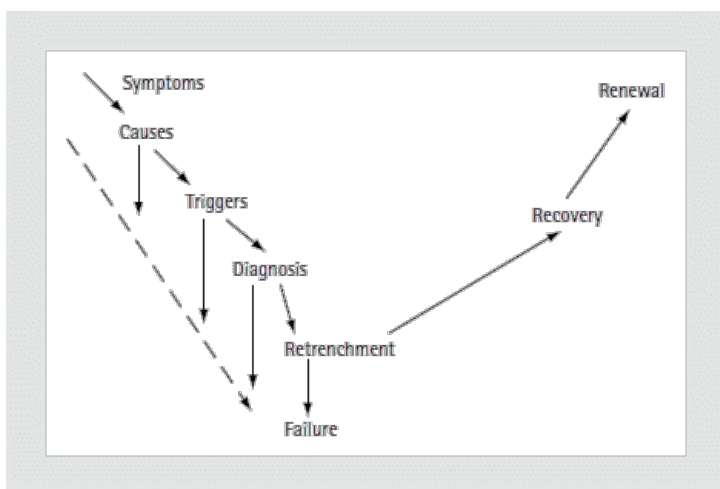 Symptoms
Renewal
Causes
Triggers
Recovery
Diagnosis
Retrenchment
Failure